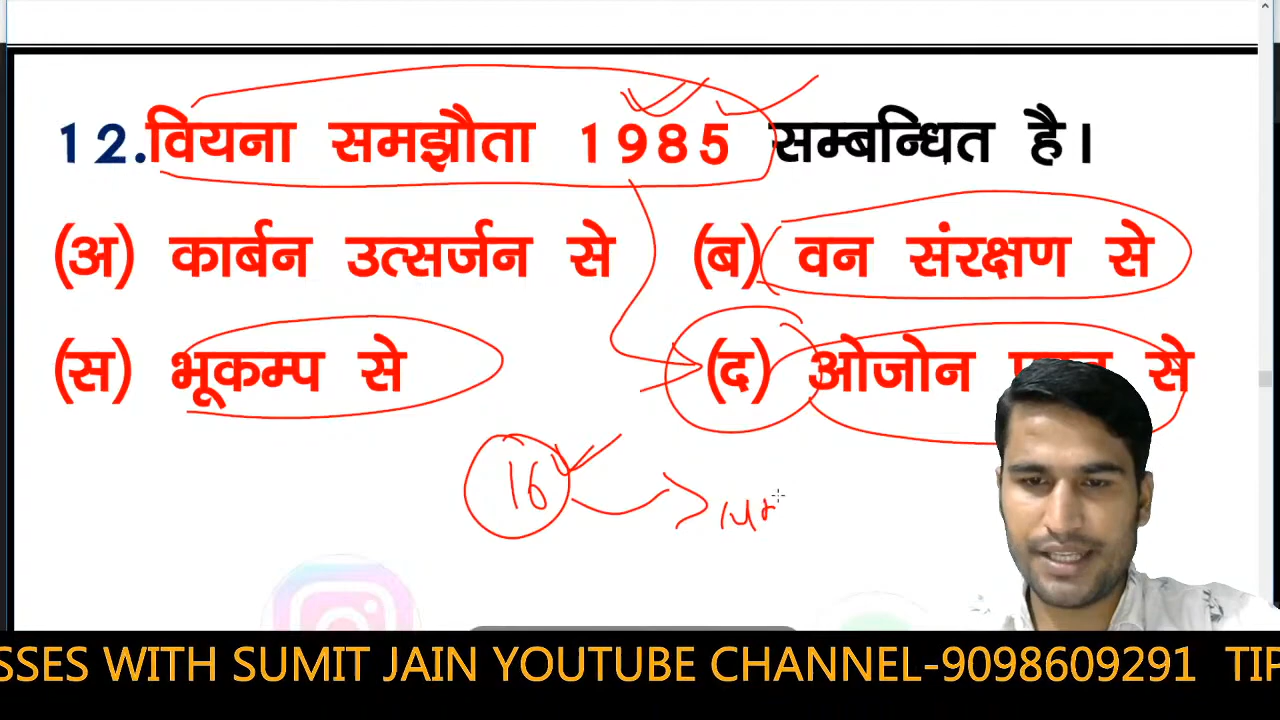 12. वियना समझौता 1985 सम्बन्धित है।
(अ) कार्बन उत्सर्जन से (ब) वन संरक्षण से
(स) भूकम्प से (द) ओजोन से
16
SSES WITH SUMIT JAIN YOUTUBE CHANNEL-9098609291 TIP